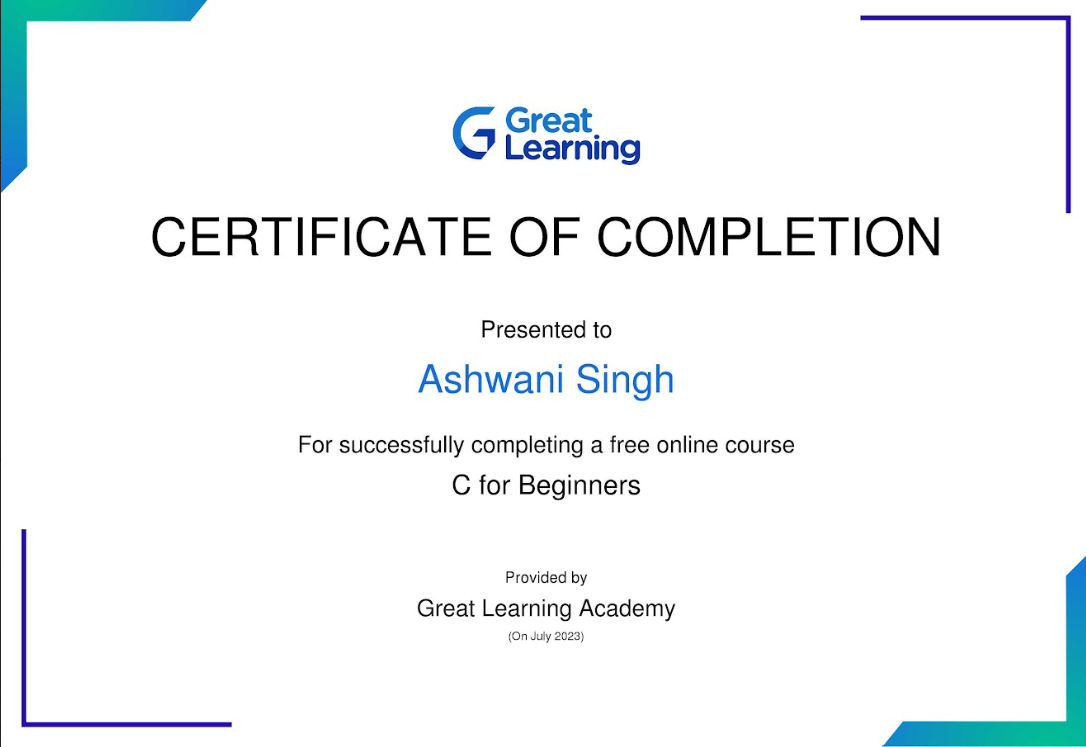 Great
Learning
CERTIFICATE OF COMPLETION
Presented to
Ashwani Singh
For successfully completing a free online course
C for Beginners
Provided by
Great Learning Academy
(On July 2023)